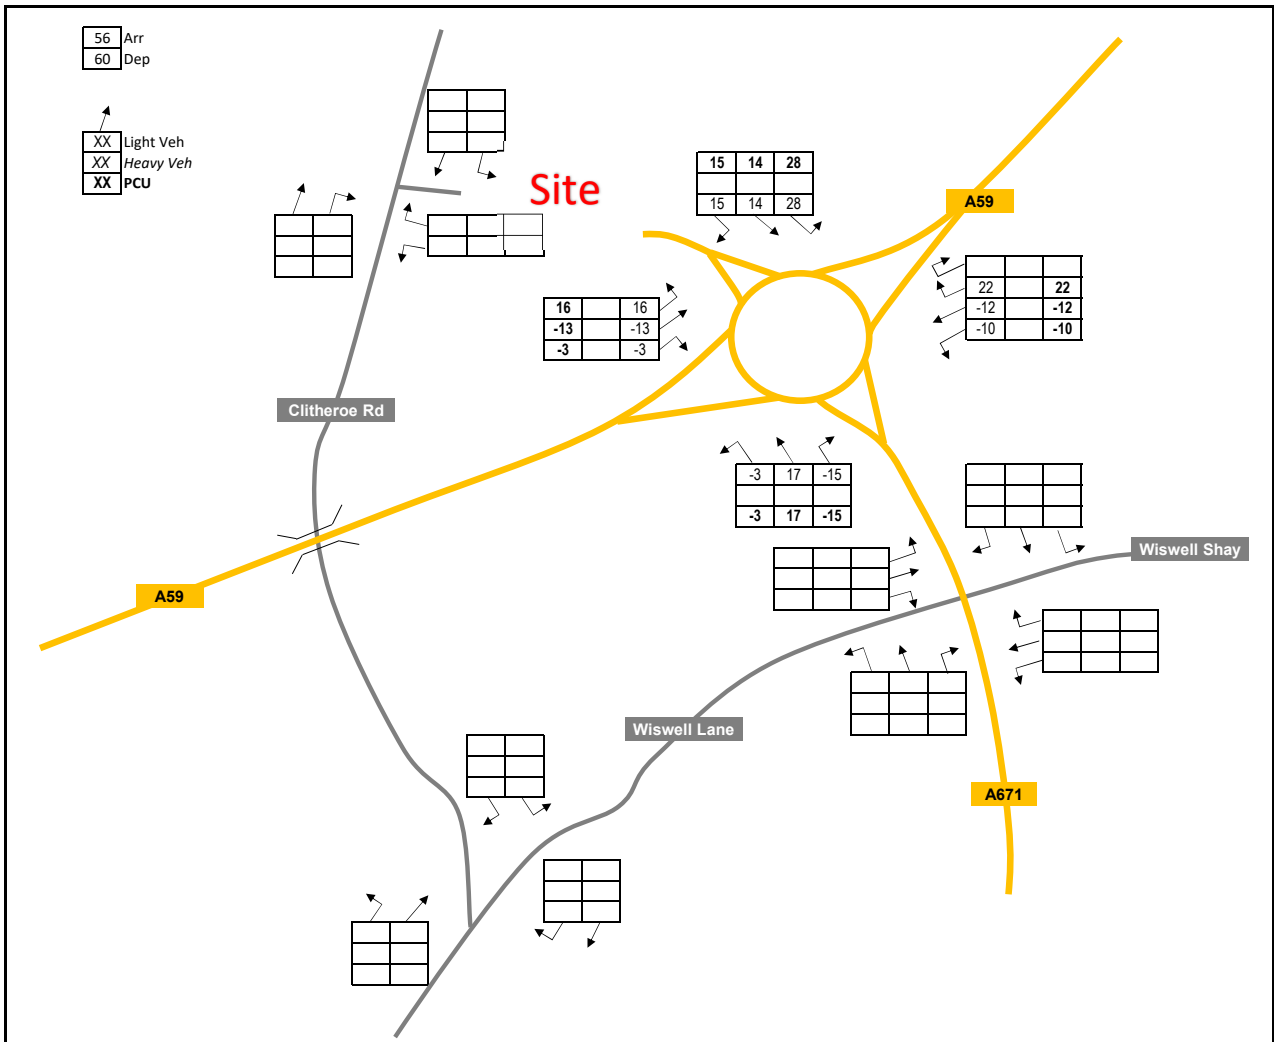 56 Arr
60 Dep
XX Light Veh
XX Heavy Veh
XX PCU
Site
15 14 28
15 14 28
A59
22 22
-12 -12
-10 -10
16 16
-13 -13
-3 -3
Clitheroe Rd
-3 17 -15
-3 17 -15
Wiswell Shay
A59
Wiswell Lane
A671